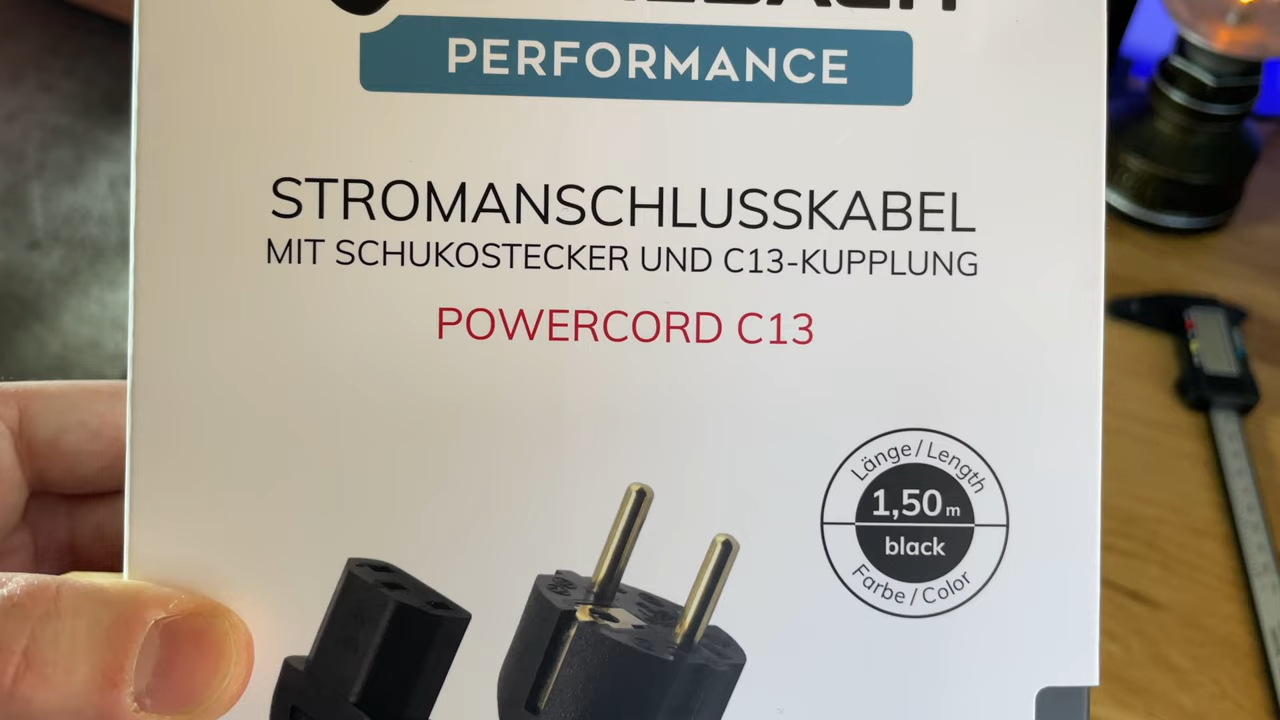 PERFORMANCE
STROMANSCHLUSSKABEL
MIT SCHUKOSTECKER UND C13-KUPPLUNG
POWERCORD C13
Länge / Length
1,50 m
black
Farbe / Color